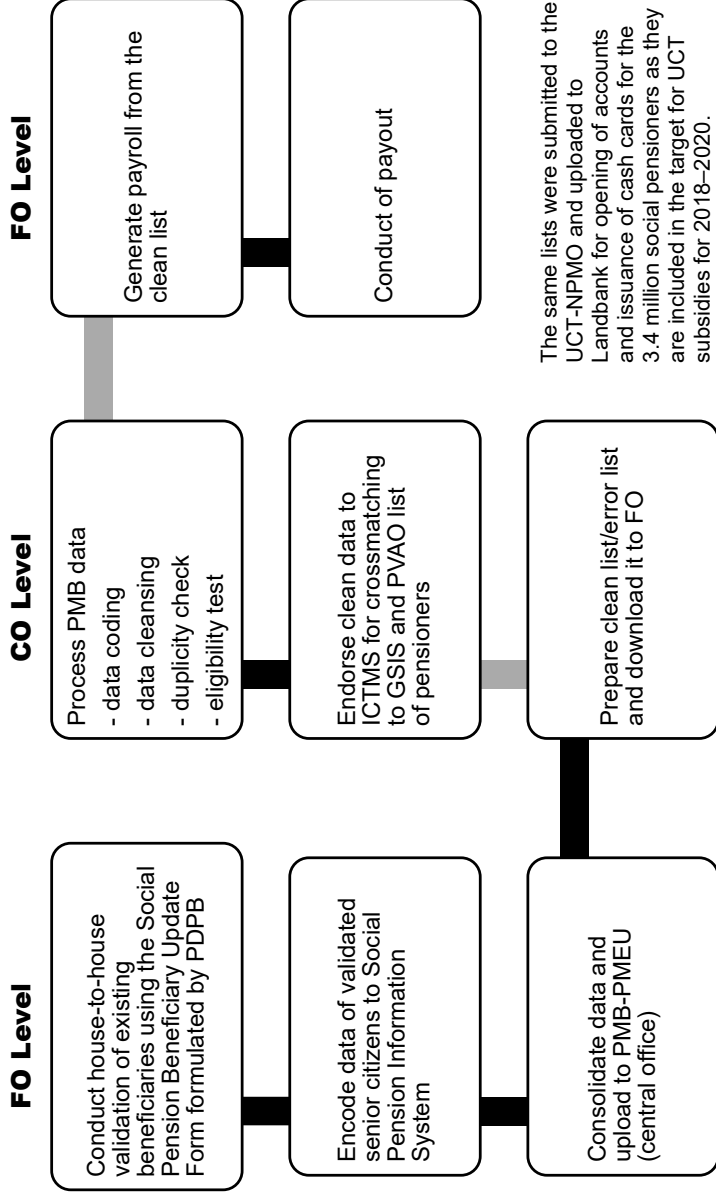 FO Level
Conduct house-to-house
validation of existing
beneficiaries using the Social
Pension Beneficiary Update
Form formulated by PDPB
Encode data of validated
senior citizens to Social
Pension Information
System
Consolidate data and
upload to PMB-PMEU
(central office)
CO Level
Process PMB data
- data coding
- data cleansing
- duplicity check
- eligibility test
Endorse clean data to
ICTMS for crossmatching
to GSIS and PVAO list
of pensioners
Prepare clean list/error list
and download it to FO
FO Level
Generate payroll from the
clean list
Conduct of payout
The same lists were submitted to the
UCT-NPMO and uploaded to
Landbank for opening of accounts
and issuance of cash cards for the
3.4 million social pensioners as they
are included in the target for UCT
subsidies for 2018–2020.